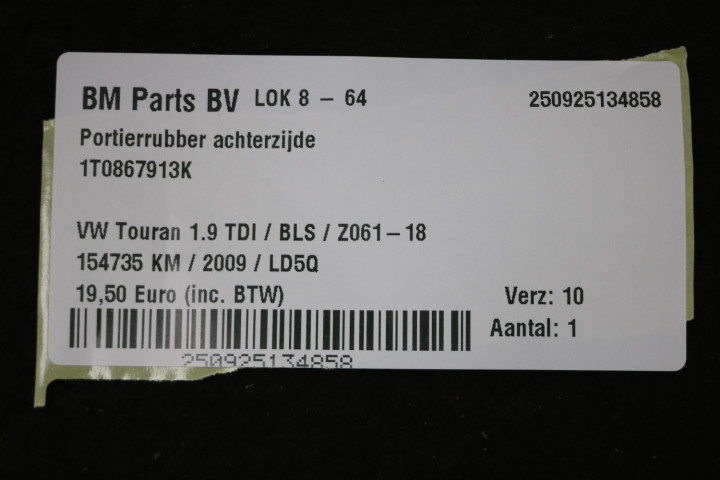 BM Parts BV LOK 8 - 64 250925134858
Portierrubber achterzijde
1T0867913K
VW Touran 1.9 TDI / BLS / Z061-18
154735 KM / 2009 / LD5Q
19,50 Euro (inc. BTW) Verz: 10
Aantal: 1
250925134858